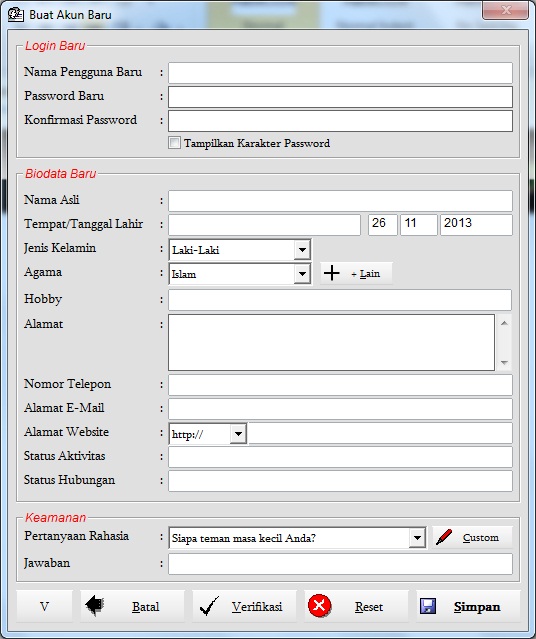 Buat Akun Baru
Login Baru
Nama Pengguna Baru :
Password Baru :
Konfirmasi Password :
Tampilkan Karakter Password
Biodata Baru
Nama Asli :
Tempat/Tanggal Lahir : 26 11 2013
Jenis Kelamin : Laki-Laki
Agama : Islam + Lain
Hobby :
Alamat :
Nomor Telepon :
Alamat E-Mail :
Alamat Website : http://
Status Aktivitas :
Status Hubungan :
Keamanan
Pertanyaan Rahasia : Siapa teman masa kecil Anda? Custom
Jawaban :
V Batal Verifikasi Reset Simpan